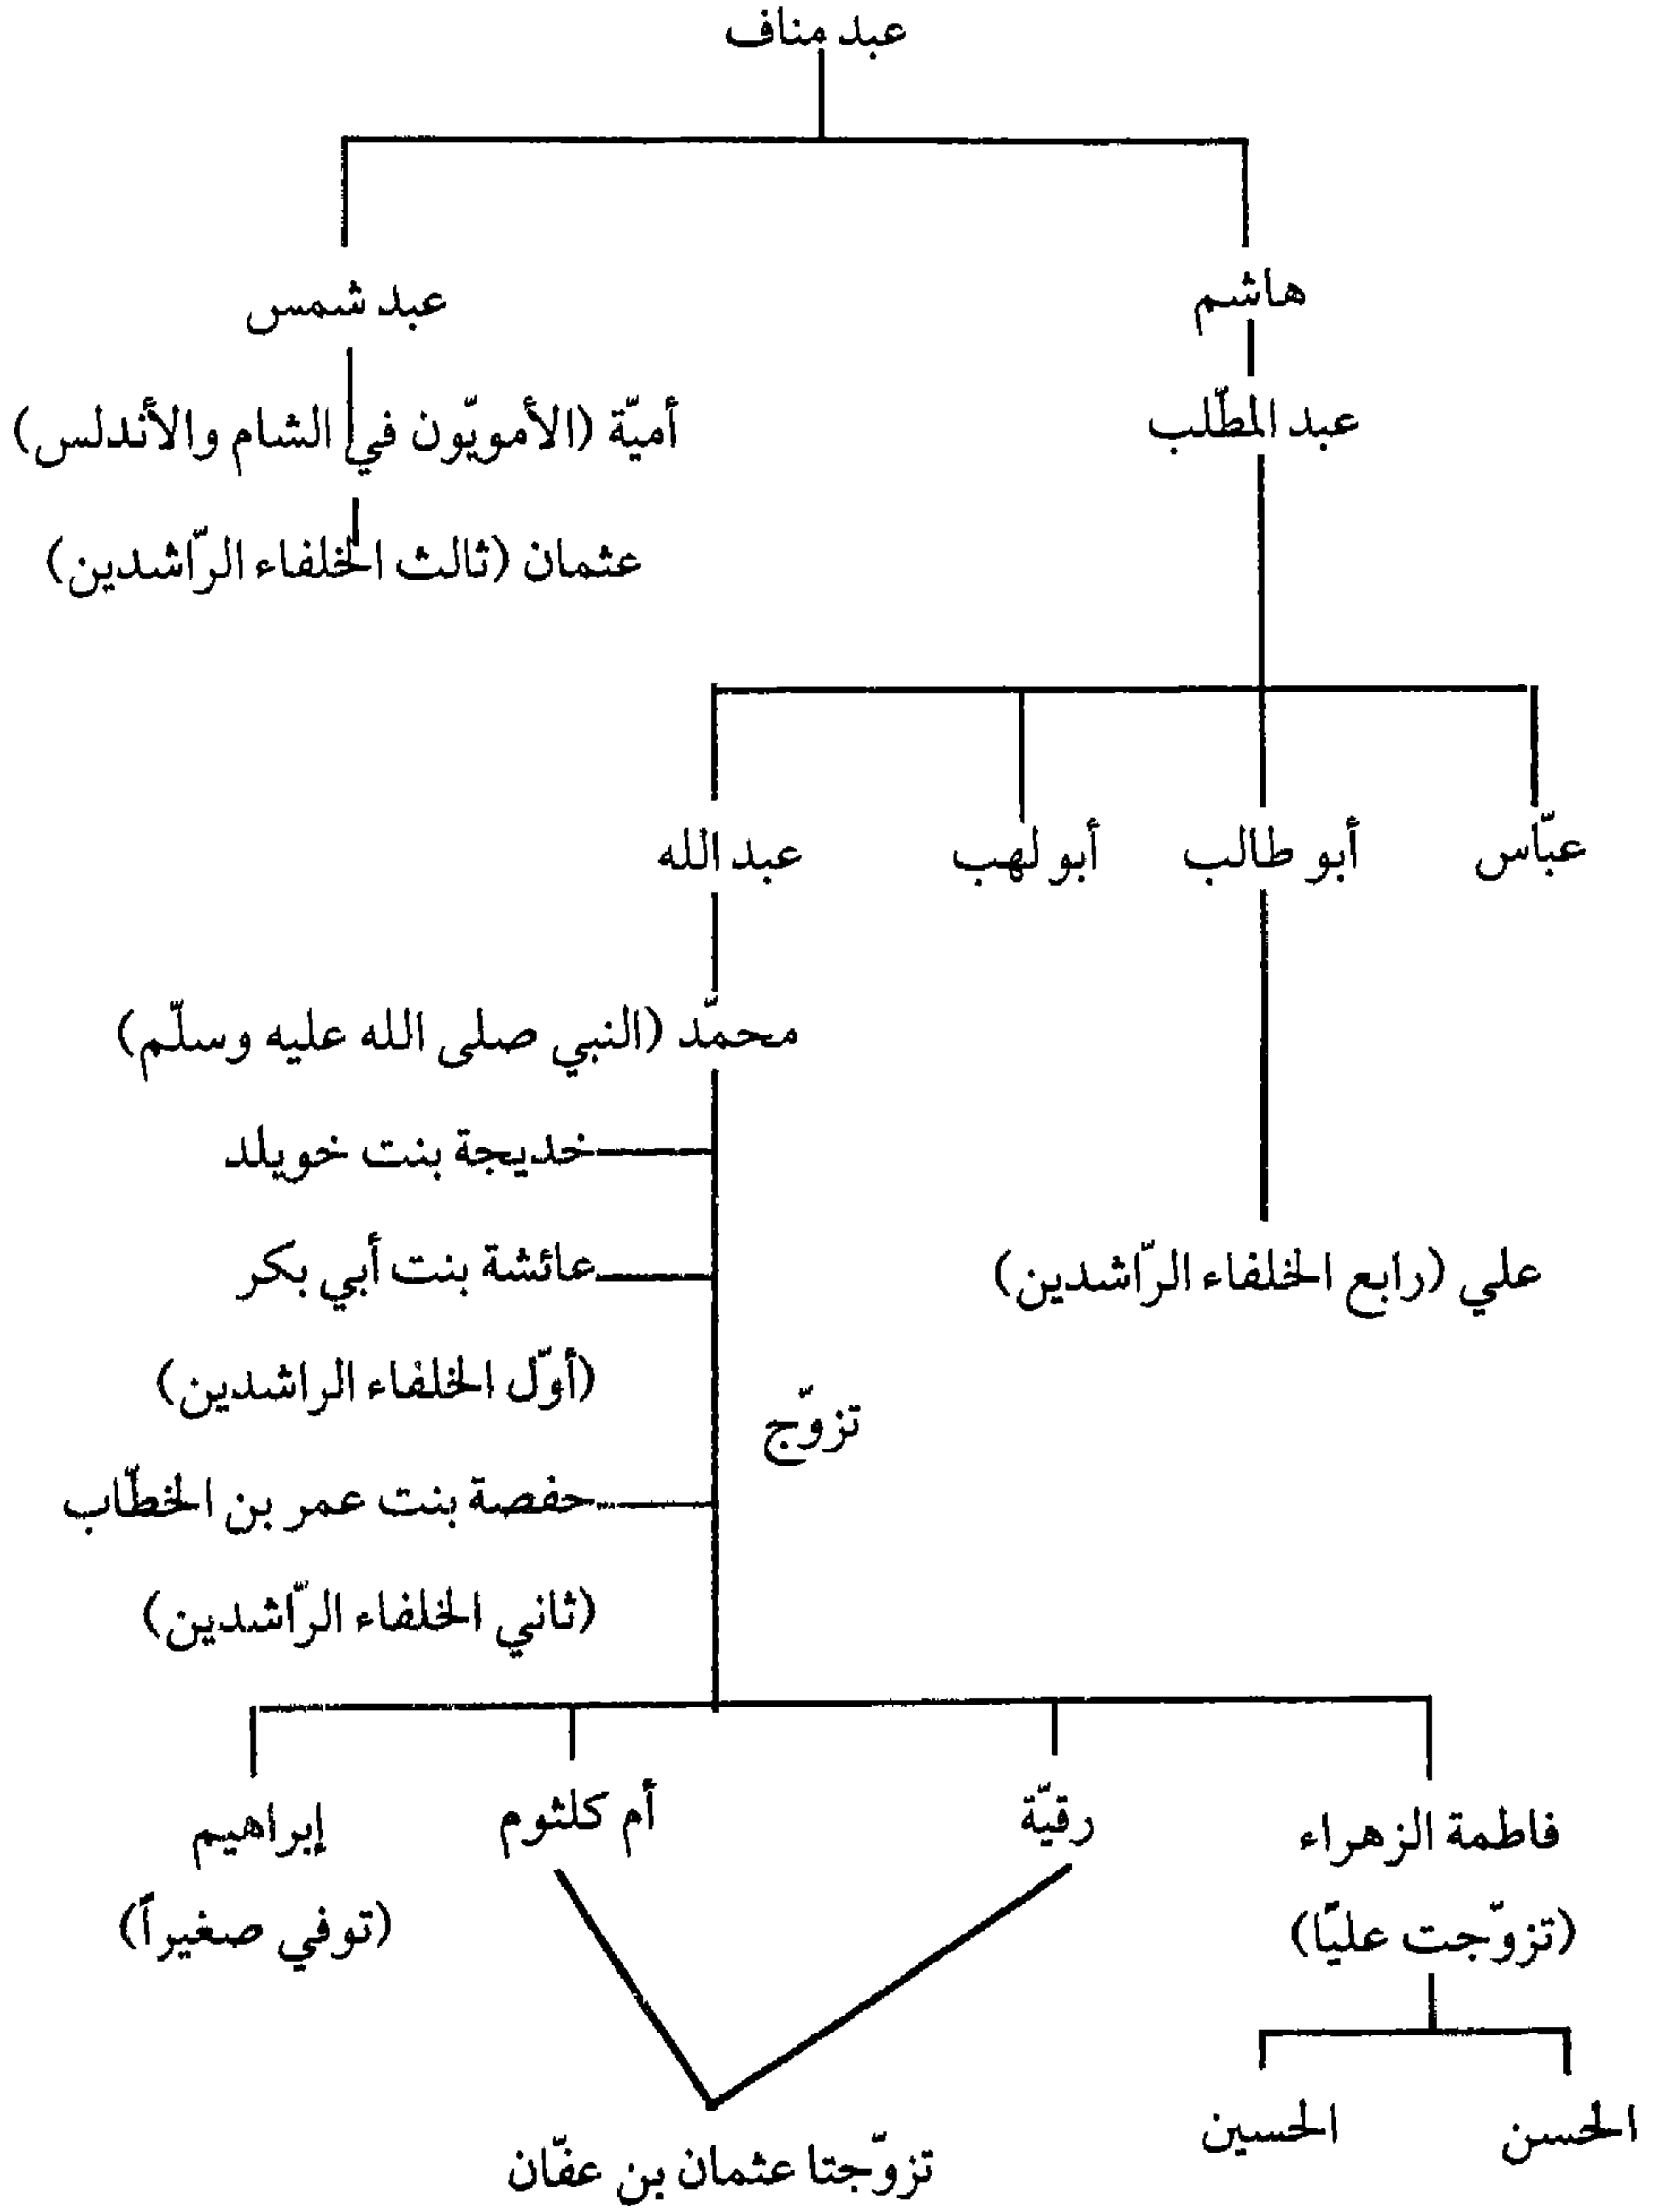 عبد مناف
هاشم
عبد شمس
عبد المطّلب
أميّة (الأمويّون في الشام والأندلس)
عثمان (ثالث الخلفاء الرّاشدين)
عبّاس
أبو طالب
أبو لهب
عبد الله
محمّد (النبي صلى الله عليه وسلّم)
خديجة بنت خويلد
علي (رابع الخلفاء الرّاشدين)
عائشة بنت أبي بكر
(أوّل الخلفاء الراشدين)
تزوّج
حفصة بنت عمر بن الخطّاب
(ثاني الخلفاء الرّاشدين)
فاطمة الزهراء
رقيّة
أم كلثوم
إبراهيم
(تزوّجت عليّا)
(توفي صغيراً)
الحسن
الحسين
تزوّجتا عثمان بن عفّان